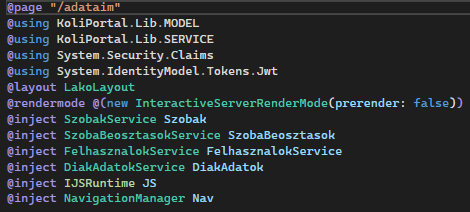 @page "/adataim"
@using KoliPortal.Lib.MODEL
@using KoliPortal.Lib.SERVICE
@using System.Security.Claims
@using System.IdentityModel.Tokens.Jwt
@layout LakoLayout
@rendermode @(new InteractiveServerRenderMode(prerender: false))
@inject SzobakService Szobak
@inject SzobaBeosztasokService SzobaBeosztasok
@inject FelhasznalokService FelhasznalokService
@inject DiakAdatokService DiakAdatok
@inject IJSRuntime JS
@inject NavigationManager Nav